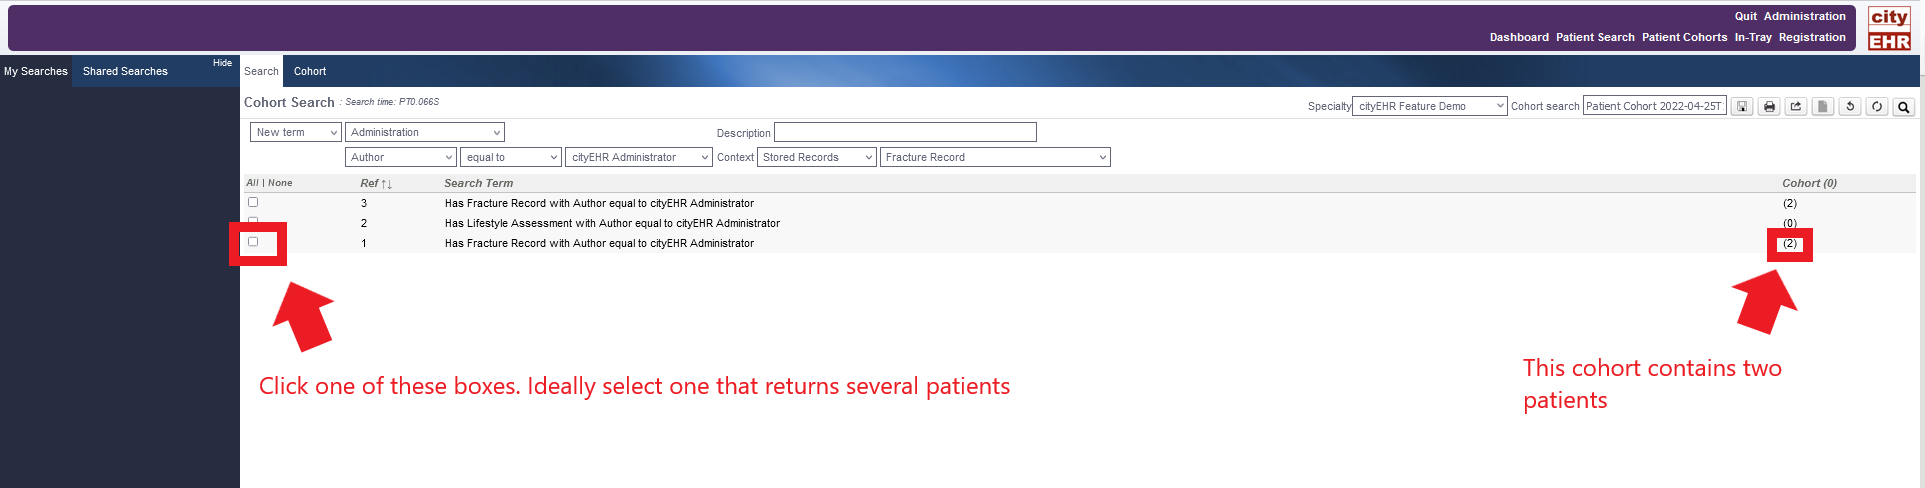 Quit Administration
city
EHR
Dashboard Patient Search Patient Cohorts In-Tray Registration
My Searches Shared Searches Hide Search Cohort
Cohort Search : Search time: PT0.066S Specialty cityEHR Feature Demo Cohort search Patient Cohort 2022-04-25T
New term Administration Description
Author equal to cityEHR Administrator Context Stored Records Fracture Record
All | None Ref ↑↓ Search Term Cohort (0)
3 Has Fracture Record with Author equal to cityEHR Administrator (2)
2 Has Lifestyle Assessment with Author equal to cityEHR Administrator (0)
1 Has Fracture Record with Author equal to cityEHR Administrator (2)
Click one of these boxes. Ideally select one that returns several patients
This cohort contains two
patients